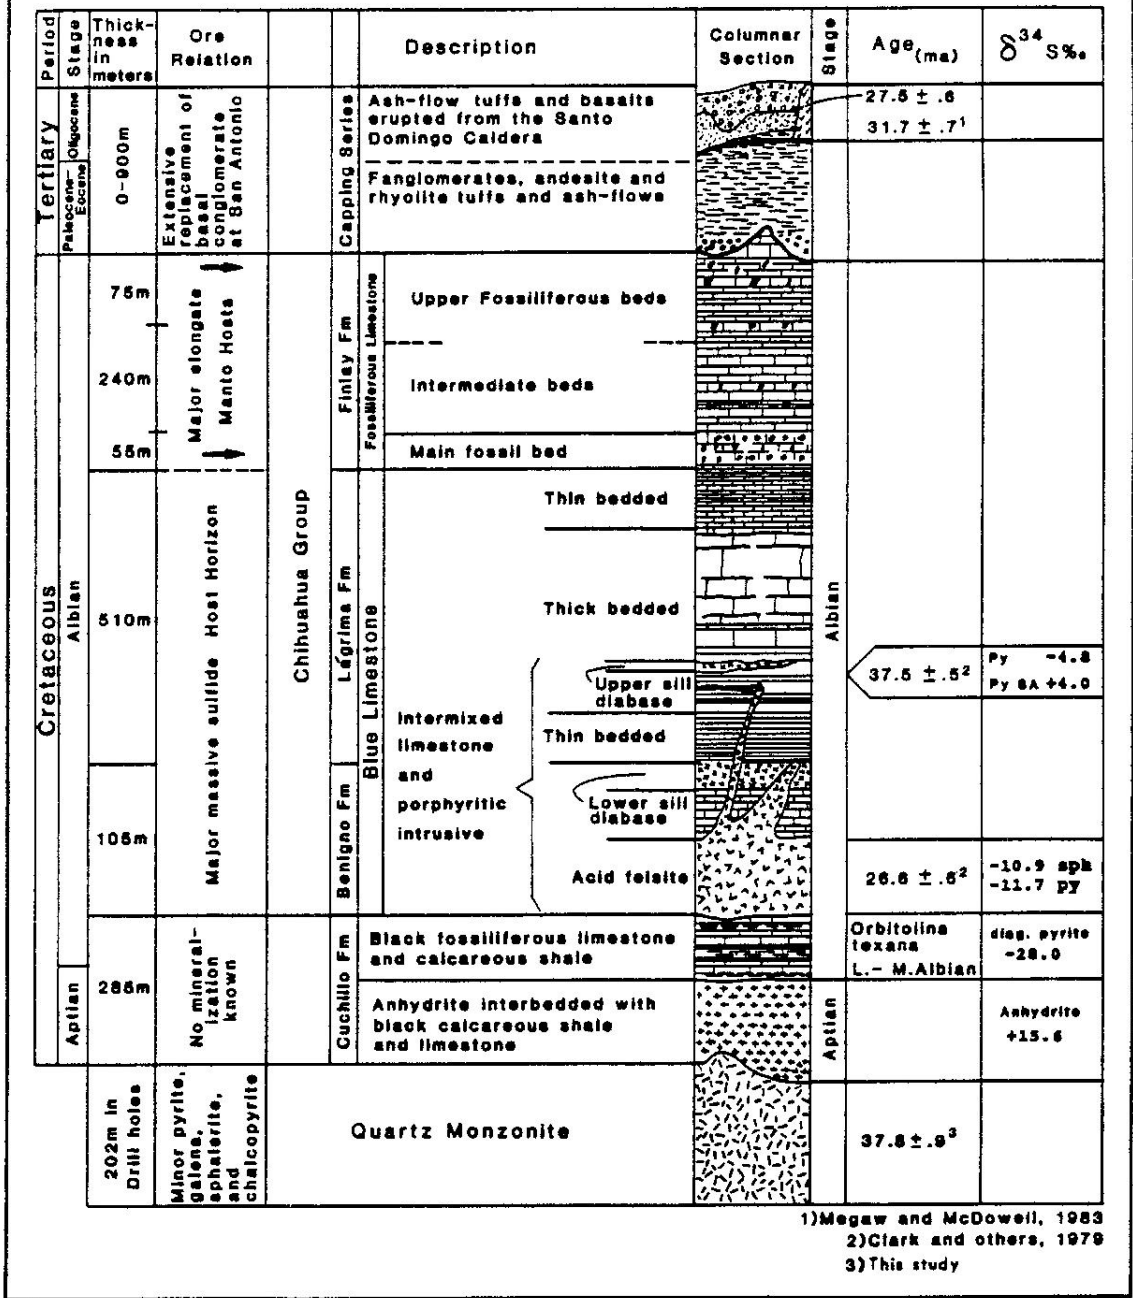 Period
Stage
Thick-
ness
in
meters
Ore
Relation
Description
Columnar
Section
Stage
Age (ma)
δ34 S‰
Tertiary
Oligocene
Paleocene-
Eocene
0-900m
Extensive
replacement of
basal
conglomerate
at San Antonio
Capping Series
Ash-flow tuffs and basalts
erupted from the Santo
Domingo Caldera
27.5 ± .6
31.7 ± .7¹
Fanglomerates, andesite and
rhyolite tuffs and ash-flows
Cretaceous
Albian
75m
240m
55m
Major elongate
Manto Hosts
Chihuahua Group
Finlay Fm
Fossiliferous Limestone
Upper Fossiliferous beds
Intermediate beds
Main fossil bed
Albian
510m
Major massive sulfide Host Horizon
Lágrima Fm
Blue Limestone
Thin bedded
Thick bedded
Upper sill
diabase
Thin bedded
Intermixed
limestone
and
porphyritic
intrusive
37.5 ± .5²
Py -4.8
Py SA +4.0
105m
Benigno Fm
Lower sill
diabase
Acid felsite
26.6 ± .6²
-10.9 sph
-11.7 py
Aptian
285m
No mineral-
ization
known
Cuchillo Fm
Black fossiliferous limestone
and calcareous shale
Orbitolina
texana
L.- M.Albian
diag. pyrite
-28.0
Anhydrite interbedded with
black calcareous shale
and limestone
Aptian
Anhydrite
+15.6
202m in
Drill holes
Minor pyrite,
galena,
sphalerite,
and
chalcopyrite
Quartz Monzonite
37.8 ± .9³
1)Megaw and McDowell, 1983
2)Clark and others, 1979
3)This study